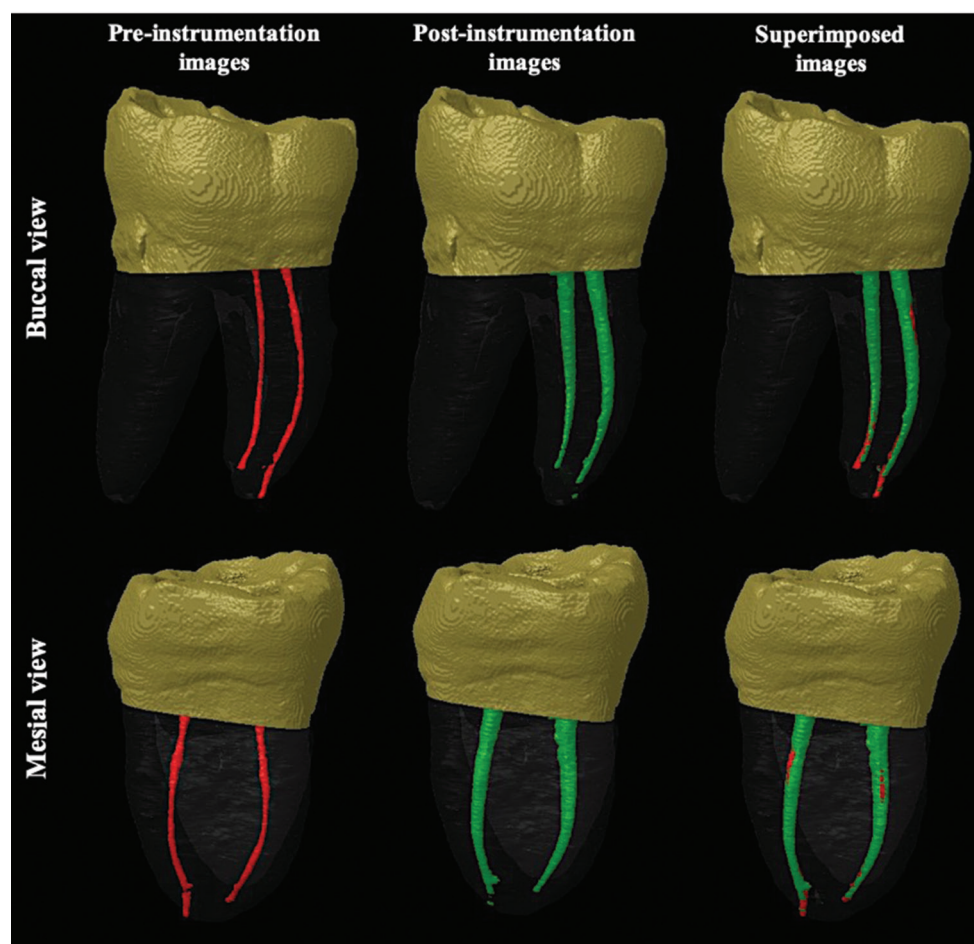 Pre-instrumentation
images
Post-instrumentation
images
Superimposed
images
Buccal view
Mesial view